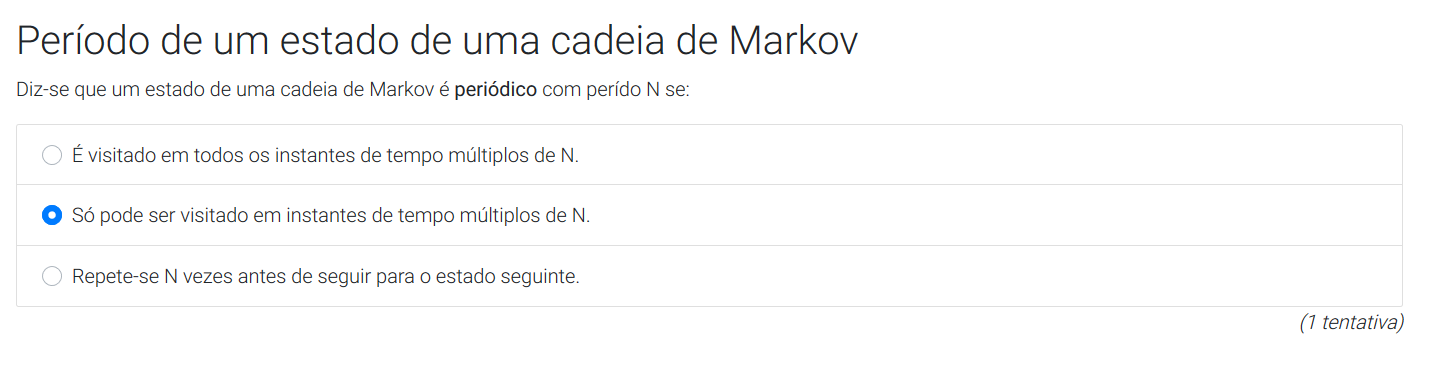 Período de um estado de uma cadeia de Markov
Diz-se que um estado de uma cadeia de Markov é periódico com perído N se:
É visitado em todos os instantes de tempo múltiplos de N.
Só pode ser visitado em instantes de tempo múltiplos de N.
Repete-se N vezes antes de seguir para o estado seguinte.
(1 tentativa)